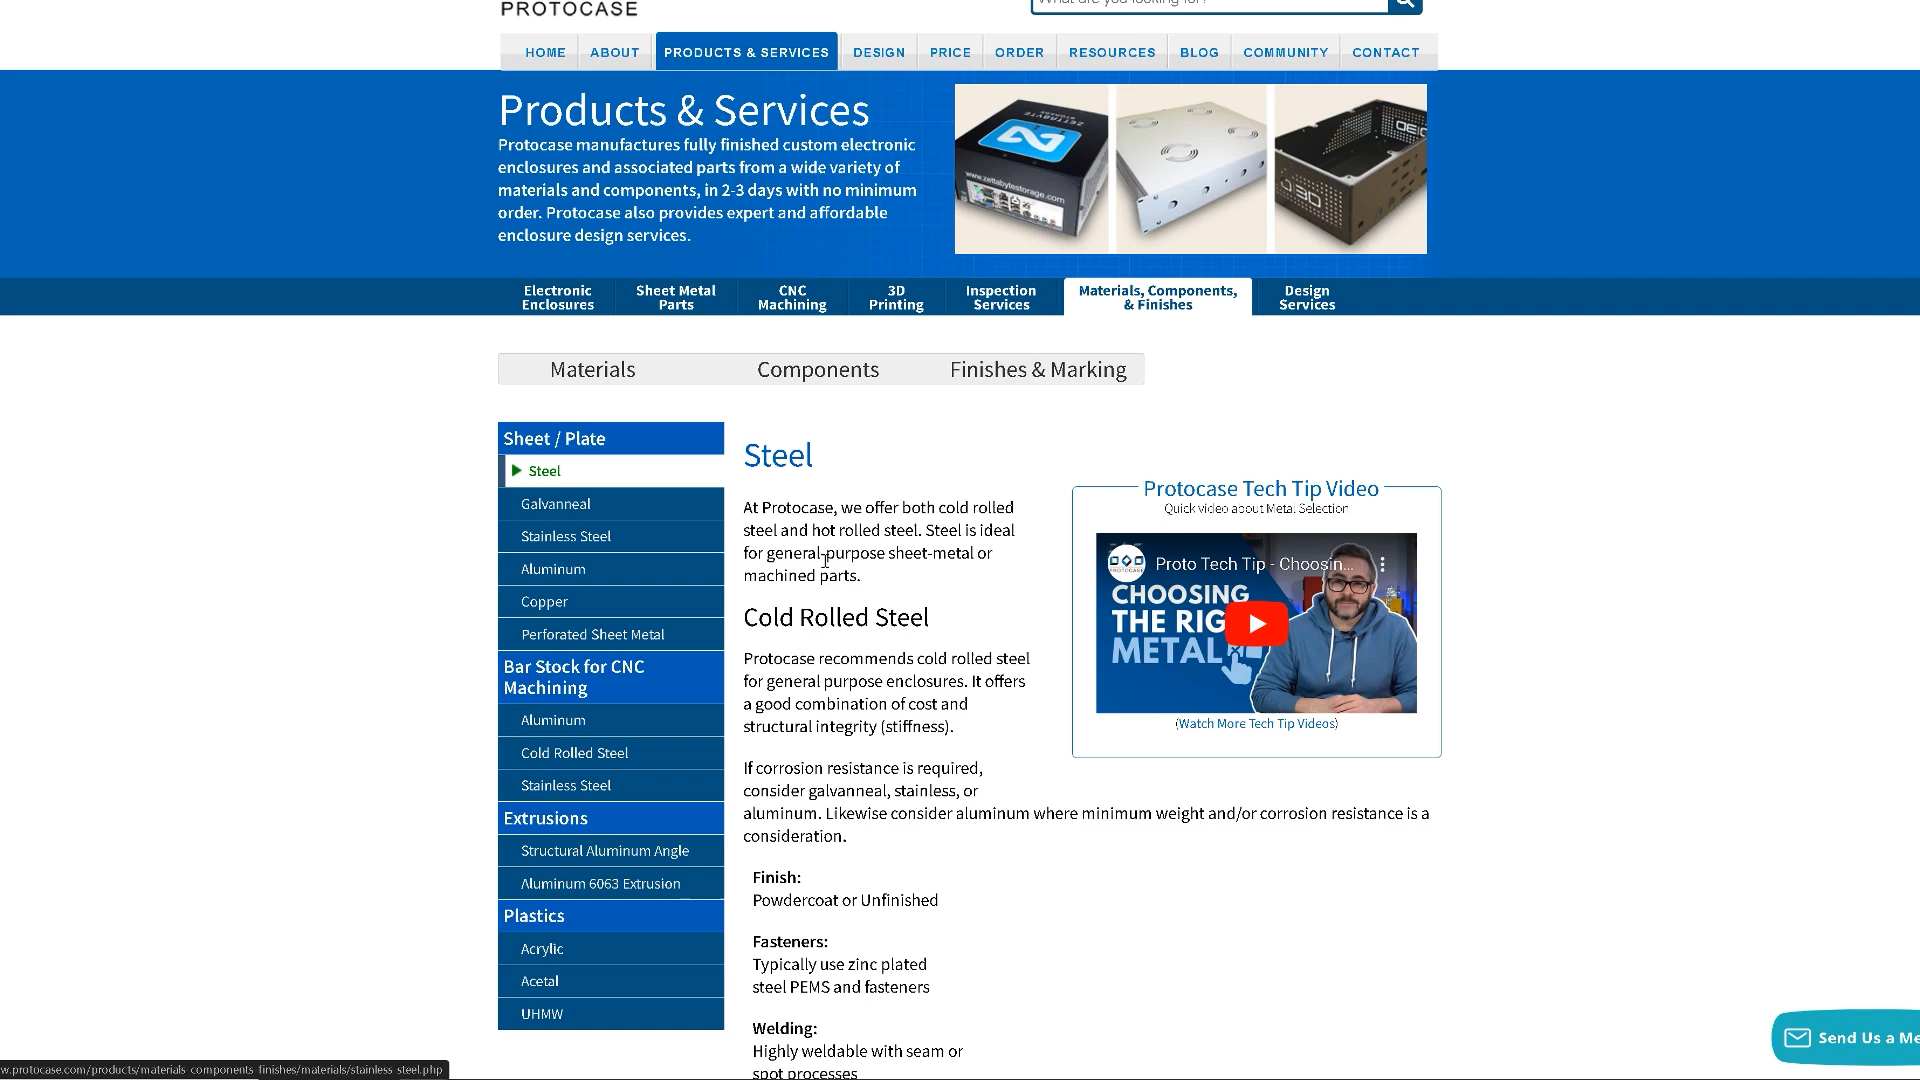 PROTOCASE
HOME ABOUT PRODUCTS & SERVICES DESIGN PRICE ORDER RESOURCES BLOG COMMUNITY CONTACT
Products & Services
Protocase manufactures fully finished custom electronic
enclosures and associated parts from a wide variety of
materials and components, in 2-3 days with no minimum
order. Protocase also provides expert and affordable
enclosure design services.
ZETTABYTE
STORAGE
www.zettabytestorage.com
Electronic
Enclosures
Sheet Metal
Parts
CNC
Machining
3D
Printing
Inspection
Services
Materials, Components,
& Finishes
Design
Services
Materials Components Finishes & Marking
Sheet / Plate
Steel
Galvanneal
Stainless Steel
Aluminum
Copper
Perforated Sheet Metal
Bar Stock for CNC
Machining
Aluminum
Cold Rolled Steel
Stainless Steel
Extrusions
Structural Aluminum Angle
Aluminum 6063 Extrusion
Plastics
Acrylic
Acetal
UHMW
Steel
At Protocase, we offer both cold rolled
steel and hot rolled steel. Steel is ideal
for general-purpose sheet-metal or
machined parts.
Cold Rolled Steel
Protocase recommends cold rolled steel
for general purpose enclosures. It offers
a good combination of cost and
structural integrity (stiffness).
If corrosion resistance is required,
consider galvanneal, stainless, or
aluminum. Likewise consider aluminum where minimum weight and/or corrosion resistance is a
consideration.
Finish:
Powdercoat or Unfinished
Fasteners:
Typically use zinc plated
steel PEMS and fasteners
Welding:
Highly weldable with seam or
spot processes
Protocase Tech Tip Video
Quick video about Metal Selection
PROTOCASE
Proto Tech Tip - Choosin...
CHOOSING
THE RIG
METAL
(Watch More Tech Tip Videos)
Send Us a Me
w.protocase.com/products/materials-components-finishes/materials/stainless-steel.php